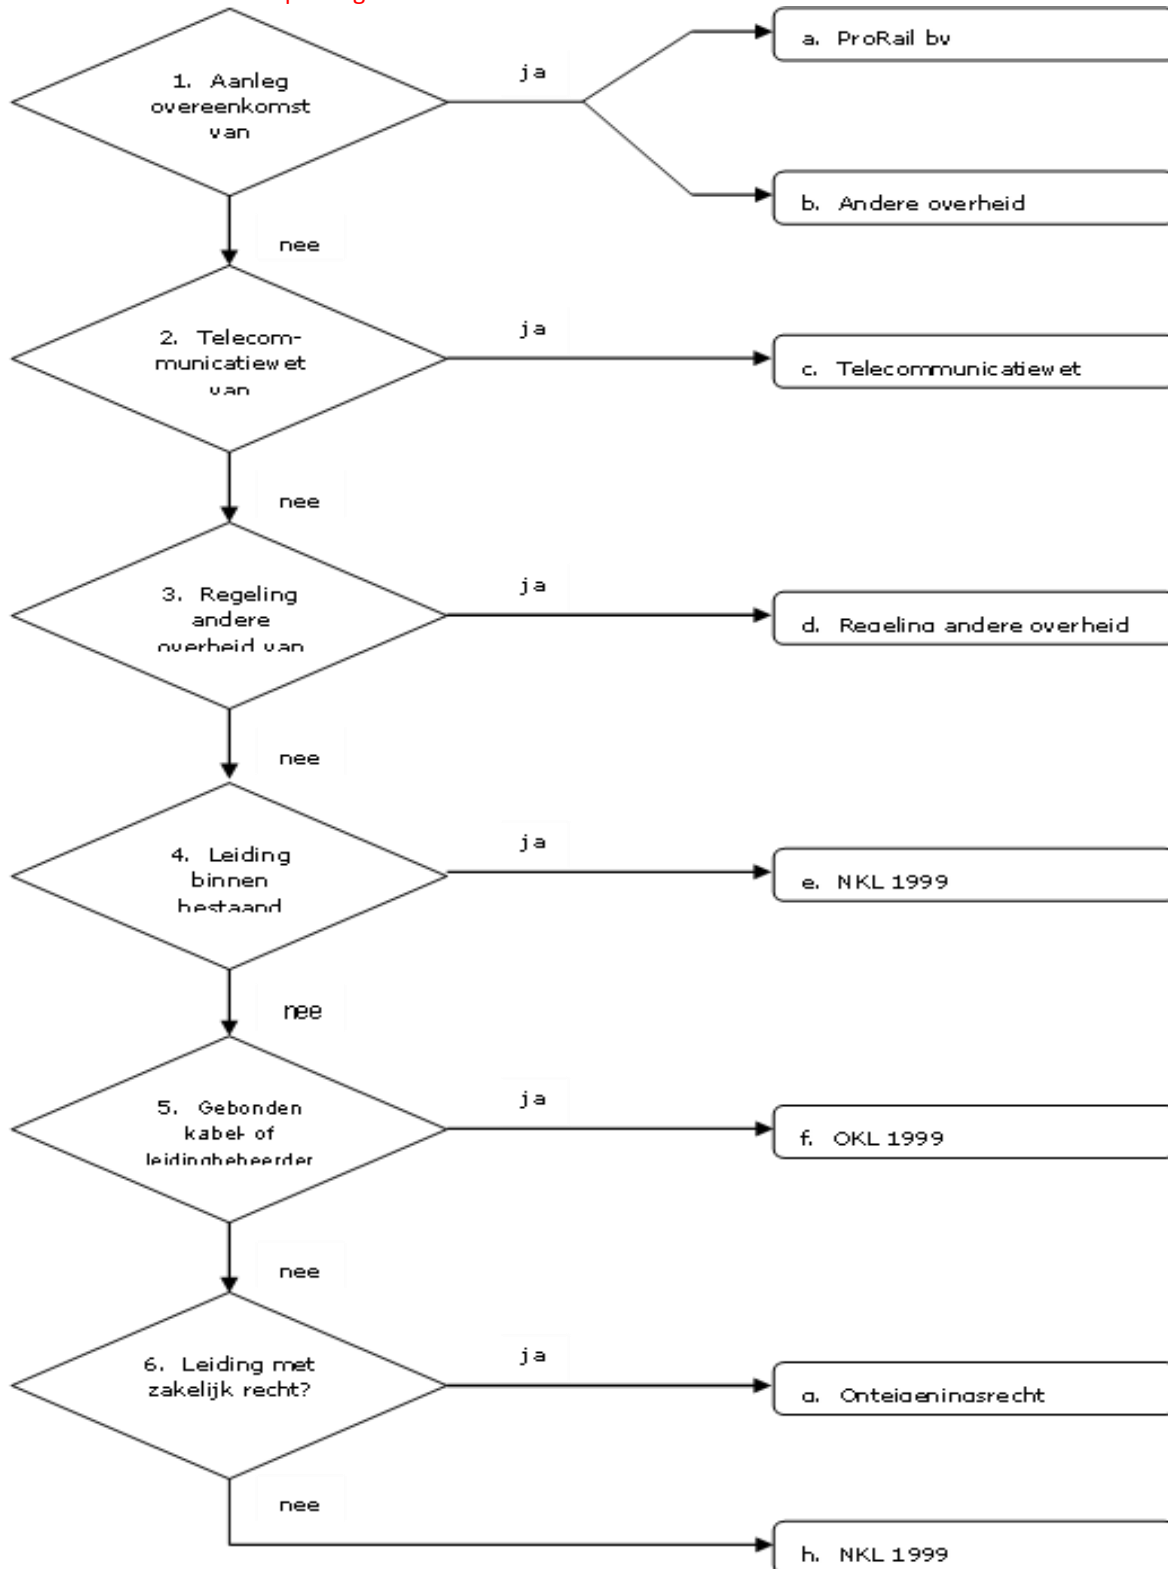 1. Aanleg
overeenkomst
van
ja
a. ProRail bv
b. Andere overheid
nee
2. Telecom-
municatiewet
van
ja
c. Telecommunicatiewet
nee
3. Regeling
andere
overheid van
ja
d. Regeling andere overheid
nee
4. Leiding
binnen
bestaand
ja
e. NKL 1999
nee
5. Gebonden
kabel- of
leidingbeheerder
ja
f. OKL 1999
nee
6. Leiding met
zakelijk recht?
ja
g. Onteigeningsrecht
nee
h. NKL 1999